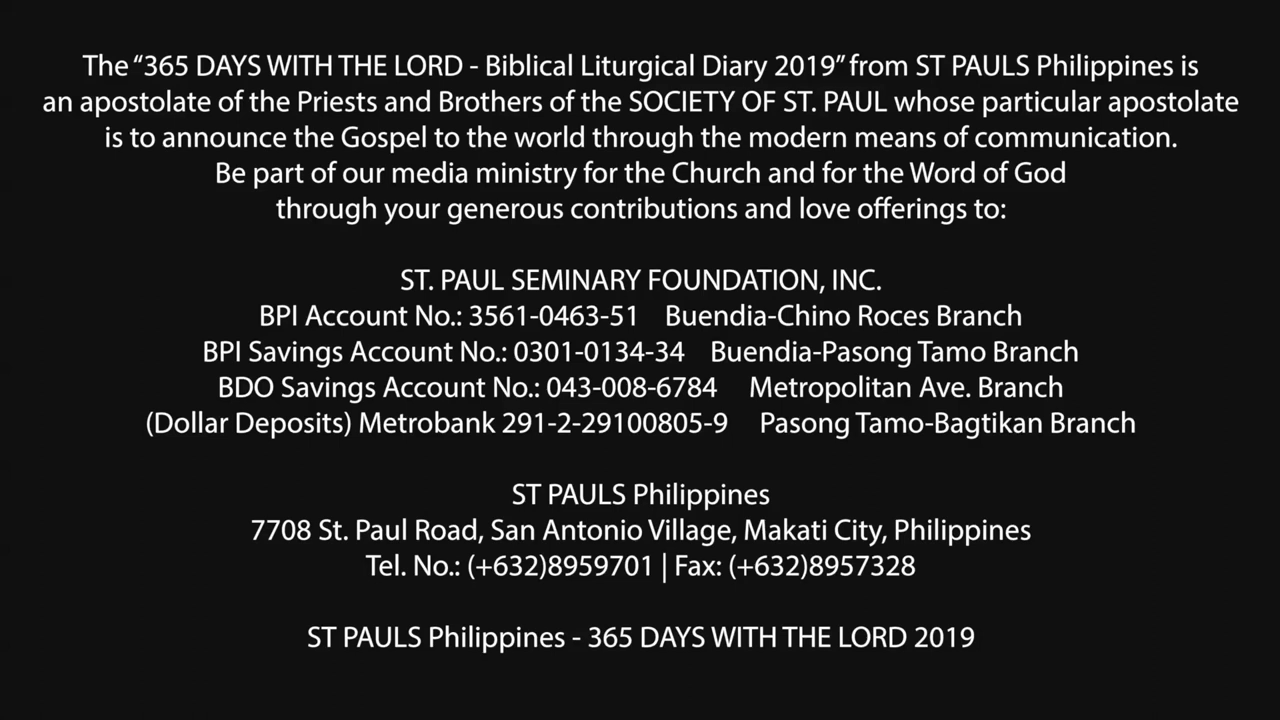 The “365 DAYS WITH THE LORD - Biblical Liturgical Diary 2019” from ST PAULS Philippines is
an apostolate of the Priests and Brothers of the SOCIETY OF ST. PAUL whose particular apostolate
is to announce the Gospel to the world through the modern means of communication.
Be part of our media ministry for the Church and for the Word of God
through your generous contributions and love offerings to:
ST. PAUL SEMINARY FOUNDATION, INC.
BPI Account No.: 3561-0463-51 Buendia-Chino Roces Branch
BPI Savings Account No.: 0301-0134-34 Buendia-Pasong Tamo Branch
BDO Savings Account No.: 043-008-6784 Metropolitan Ave. Branch
(Dollar Deposits) Metrobank 291-2-29100805-9 Pasong Tamo-Bagtikan Branch
ST PAULS Philippines
7708 St. Paul Road, San Antonio Village, Makati City, Philippines
Tel. No.: (+632)8959701 | Fax: (+632)8957328
ST PAULS Philippines - 365 DAYS WITH THE LORD 2019